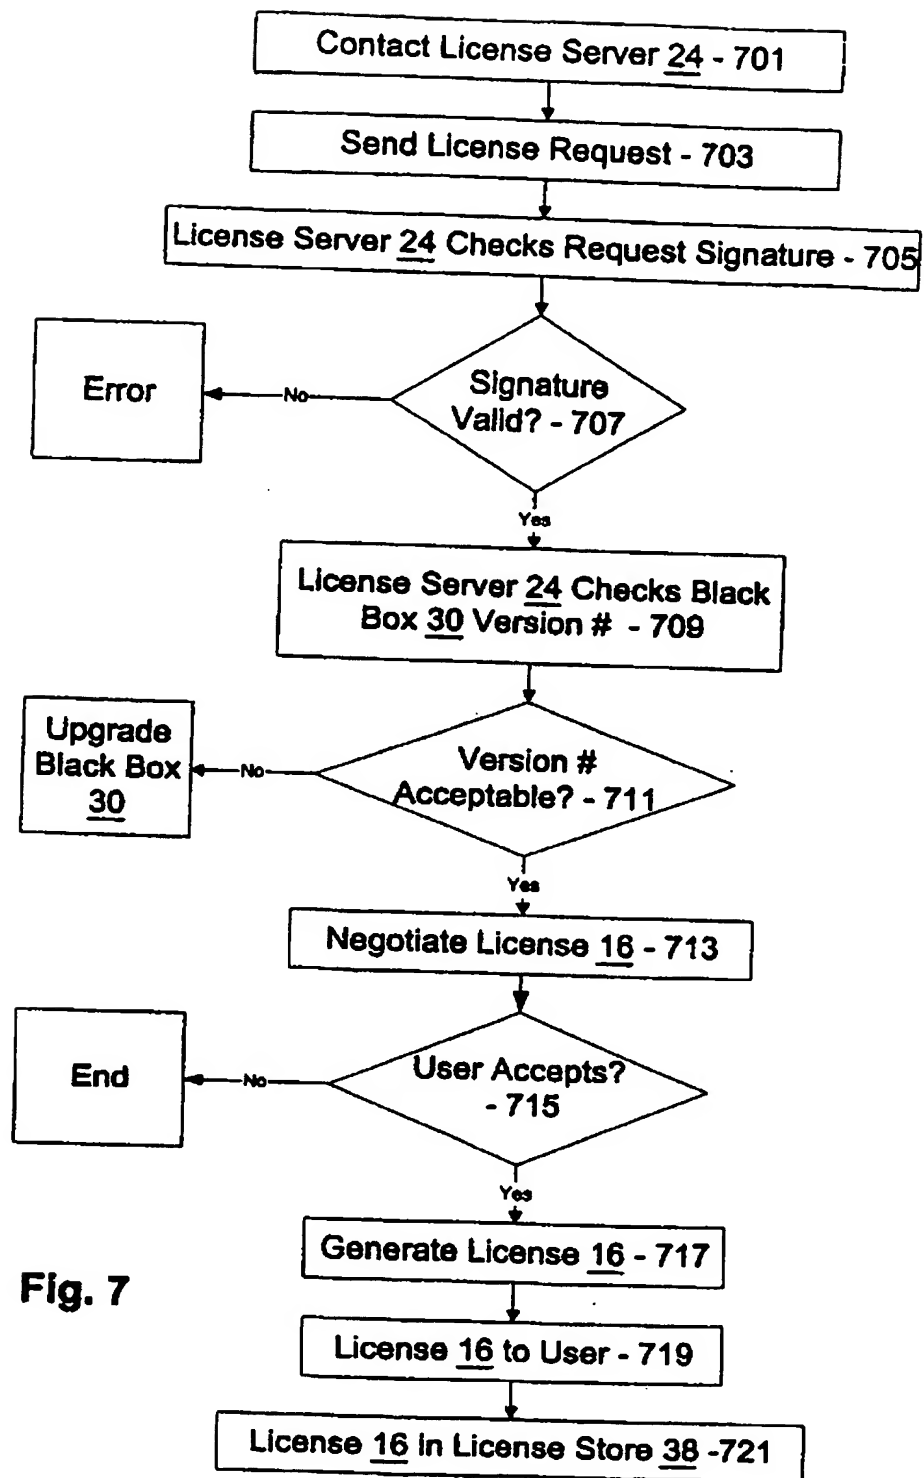 Contact License Server 24 - 701
Send License Request - 703
License Server 24 Checks Request Signature - 705
Signature
Valid? - 707
No
Error
Yes
License Server 24 Checks Black
Box 30 Version # - 709
Version #
Acceptable? - 711
No
Upgrade
Black Box
30
Yes
Negotiate License 16 - 713
User Accepts?
- 715
No
End
Yes
Generate License 16 - 717
License 16 to User - 719
License 16 in License Store 38 -721
Fig. 7